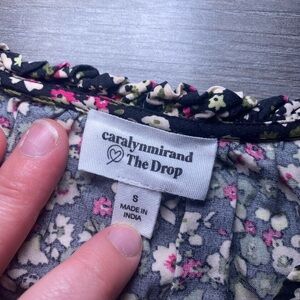 caralynmirand
The Drop
S
MADE IN
INDIA